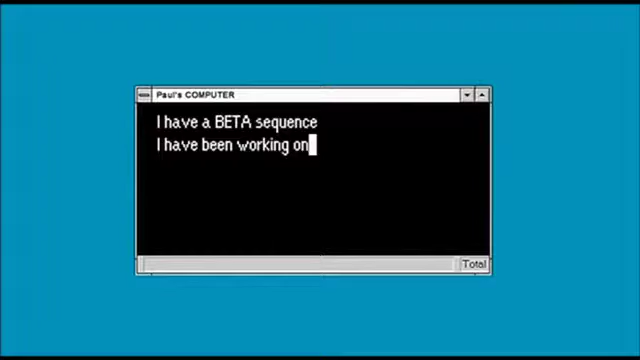 Paul's COMPUTER
I have a BETA sequence
I have been working on
Total